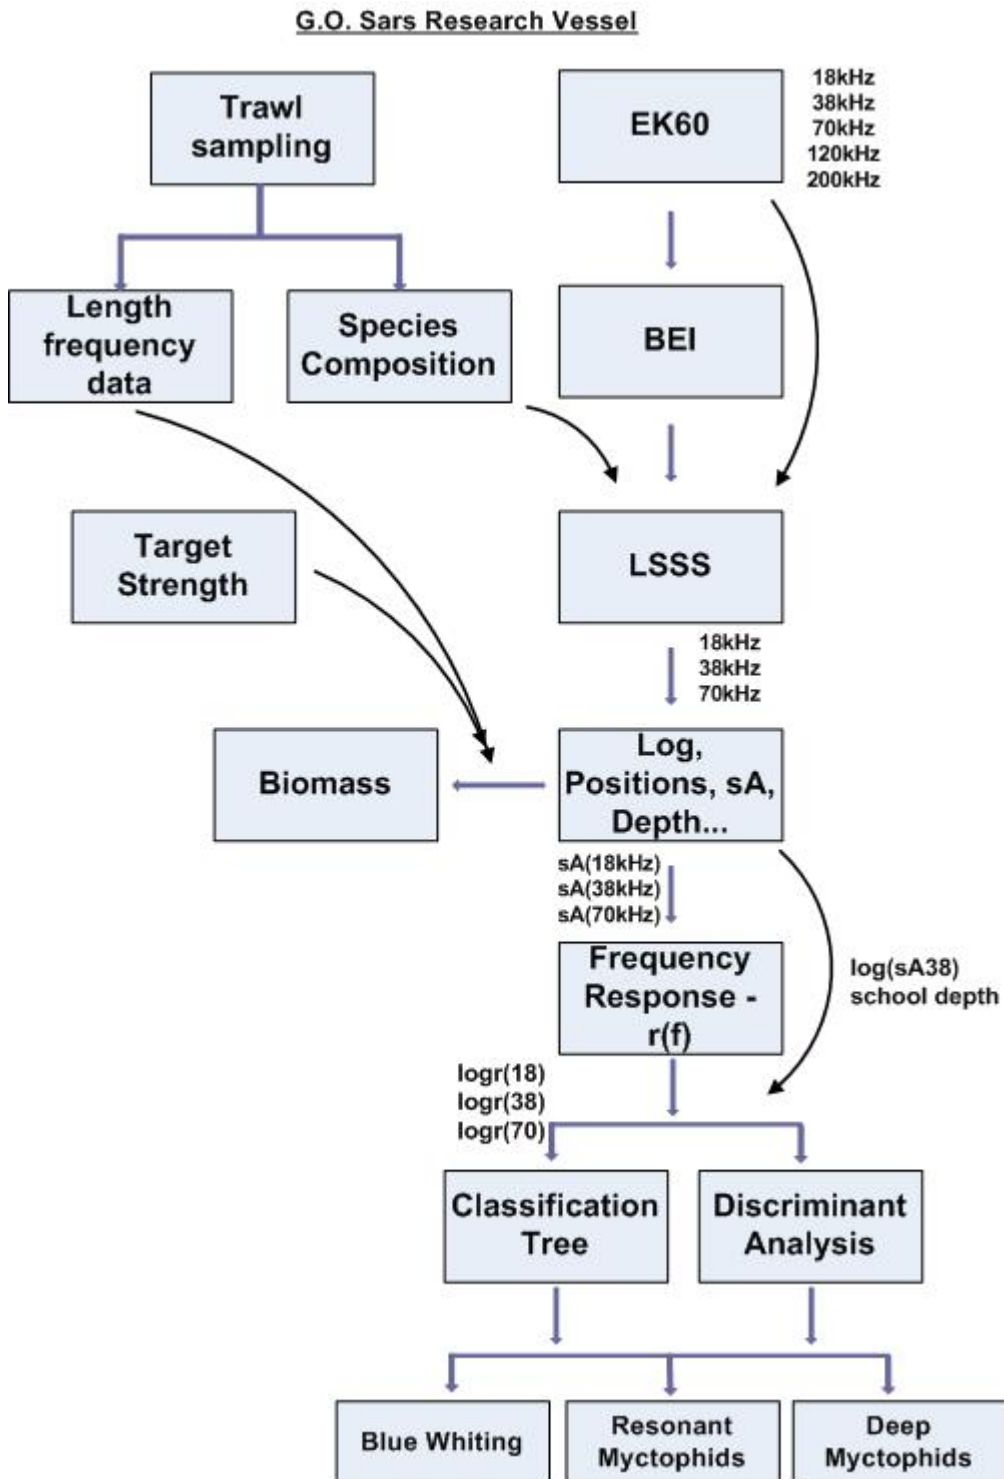 G.O. Sars Research Vessel
Trawl
sampling
EK60
18kHz
38kHz
70kHz
120kHz
200kHz
Length
frequency
data
Species
Composition
BEI
Target
Strength
LSSS
18kHz
38kHz
70kHz
Biomass
Log,
Positions, sA,
Depth...
sA(18kHz)
sA(38kHz)
sA(70kHz)
Frequency
Response -
r(f)
log(sA38)
school depth
logr(18)
logr(38)
logr(70)
Classification
Tree
Discriminant
Analysis
Blue Whiting
Resonant
Myctophids
Deep
Myctophids